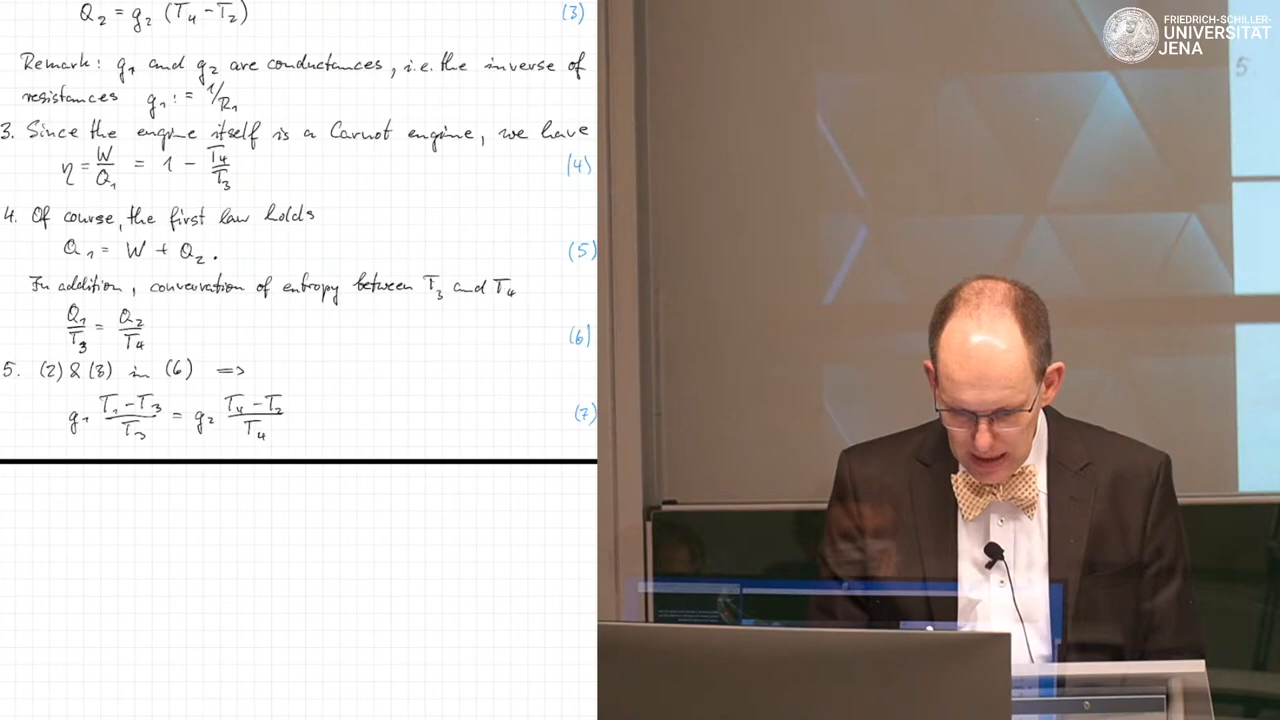 Q₂ = g₂ (T₄ - T₂) (3)
Remark: g₁ and g₂ are conductances, i.e. the inverse of
resistances g₁ := 1/R₁
3. Since the engine itself is a Carnot engine, we have
η = W/Q₁ = 1 - T₄/T₃ (4)
4. Of course, the first law holds
Q₁ = W + Q₂. (5)
In addition, conservation of entropy between T₃ and T₄
Q₁/T₃ = Q₂/T₄ (6)
5. (2) & (3) in (6) ⟹
g₁ (T₁ - T₃)/T₃ = g₂ (T₄ - T₂)/T₄ (7)
FRIEDRICH-SCHILLER-
UNIVERSITÄT
JENA
5.